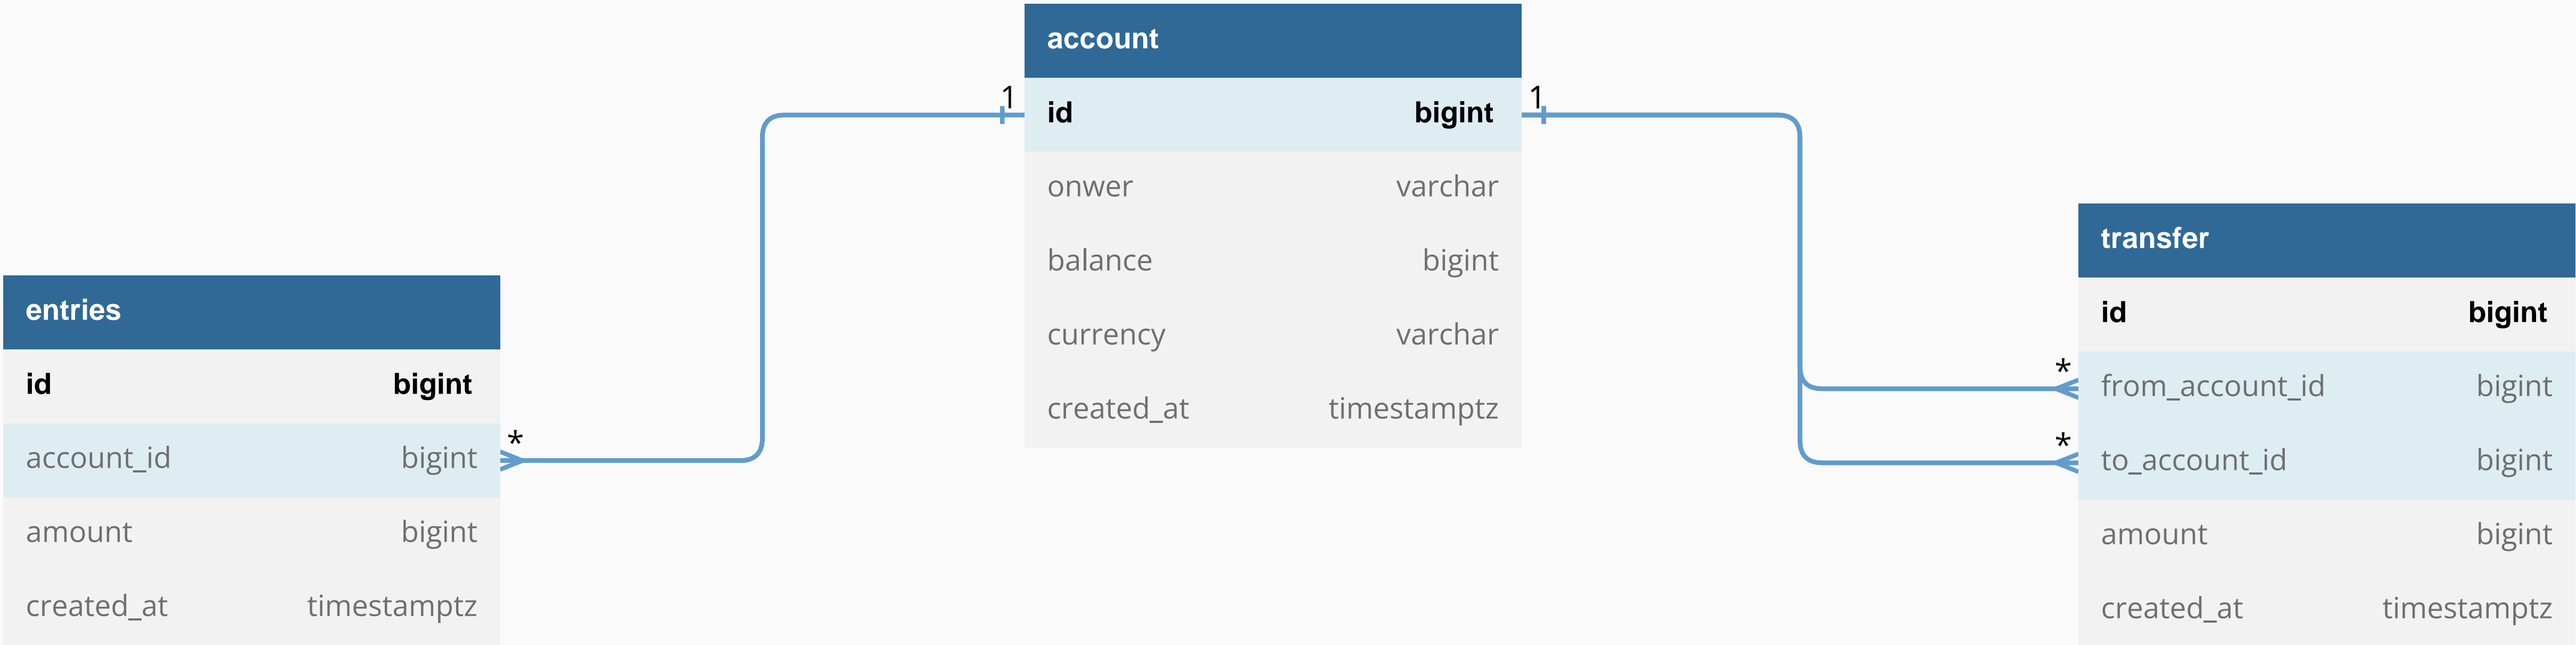 account
1
id bigint
1
onwer varchar
balance bigint
currency varchar
created_at timestamptz
entries
id bigint
account_id bigint
*
amount bigint
created_at timestamptz
transfer
id bigint
*
from_account_id bigint
*
to_account_id bigint
amount bigint
created_at timestamptz